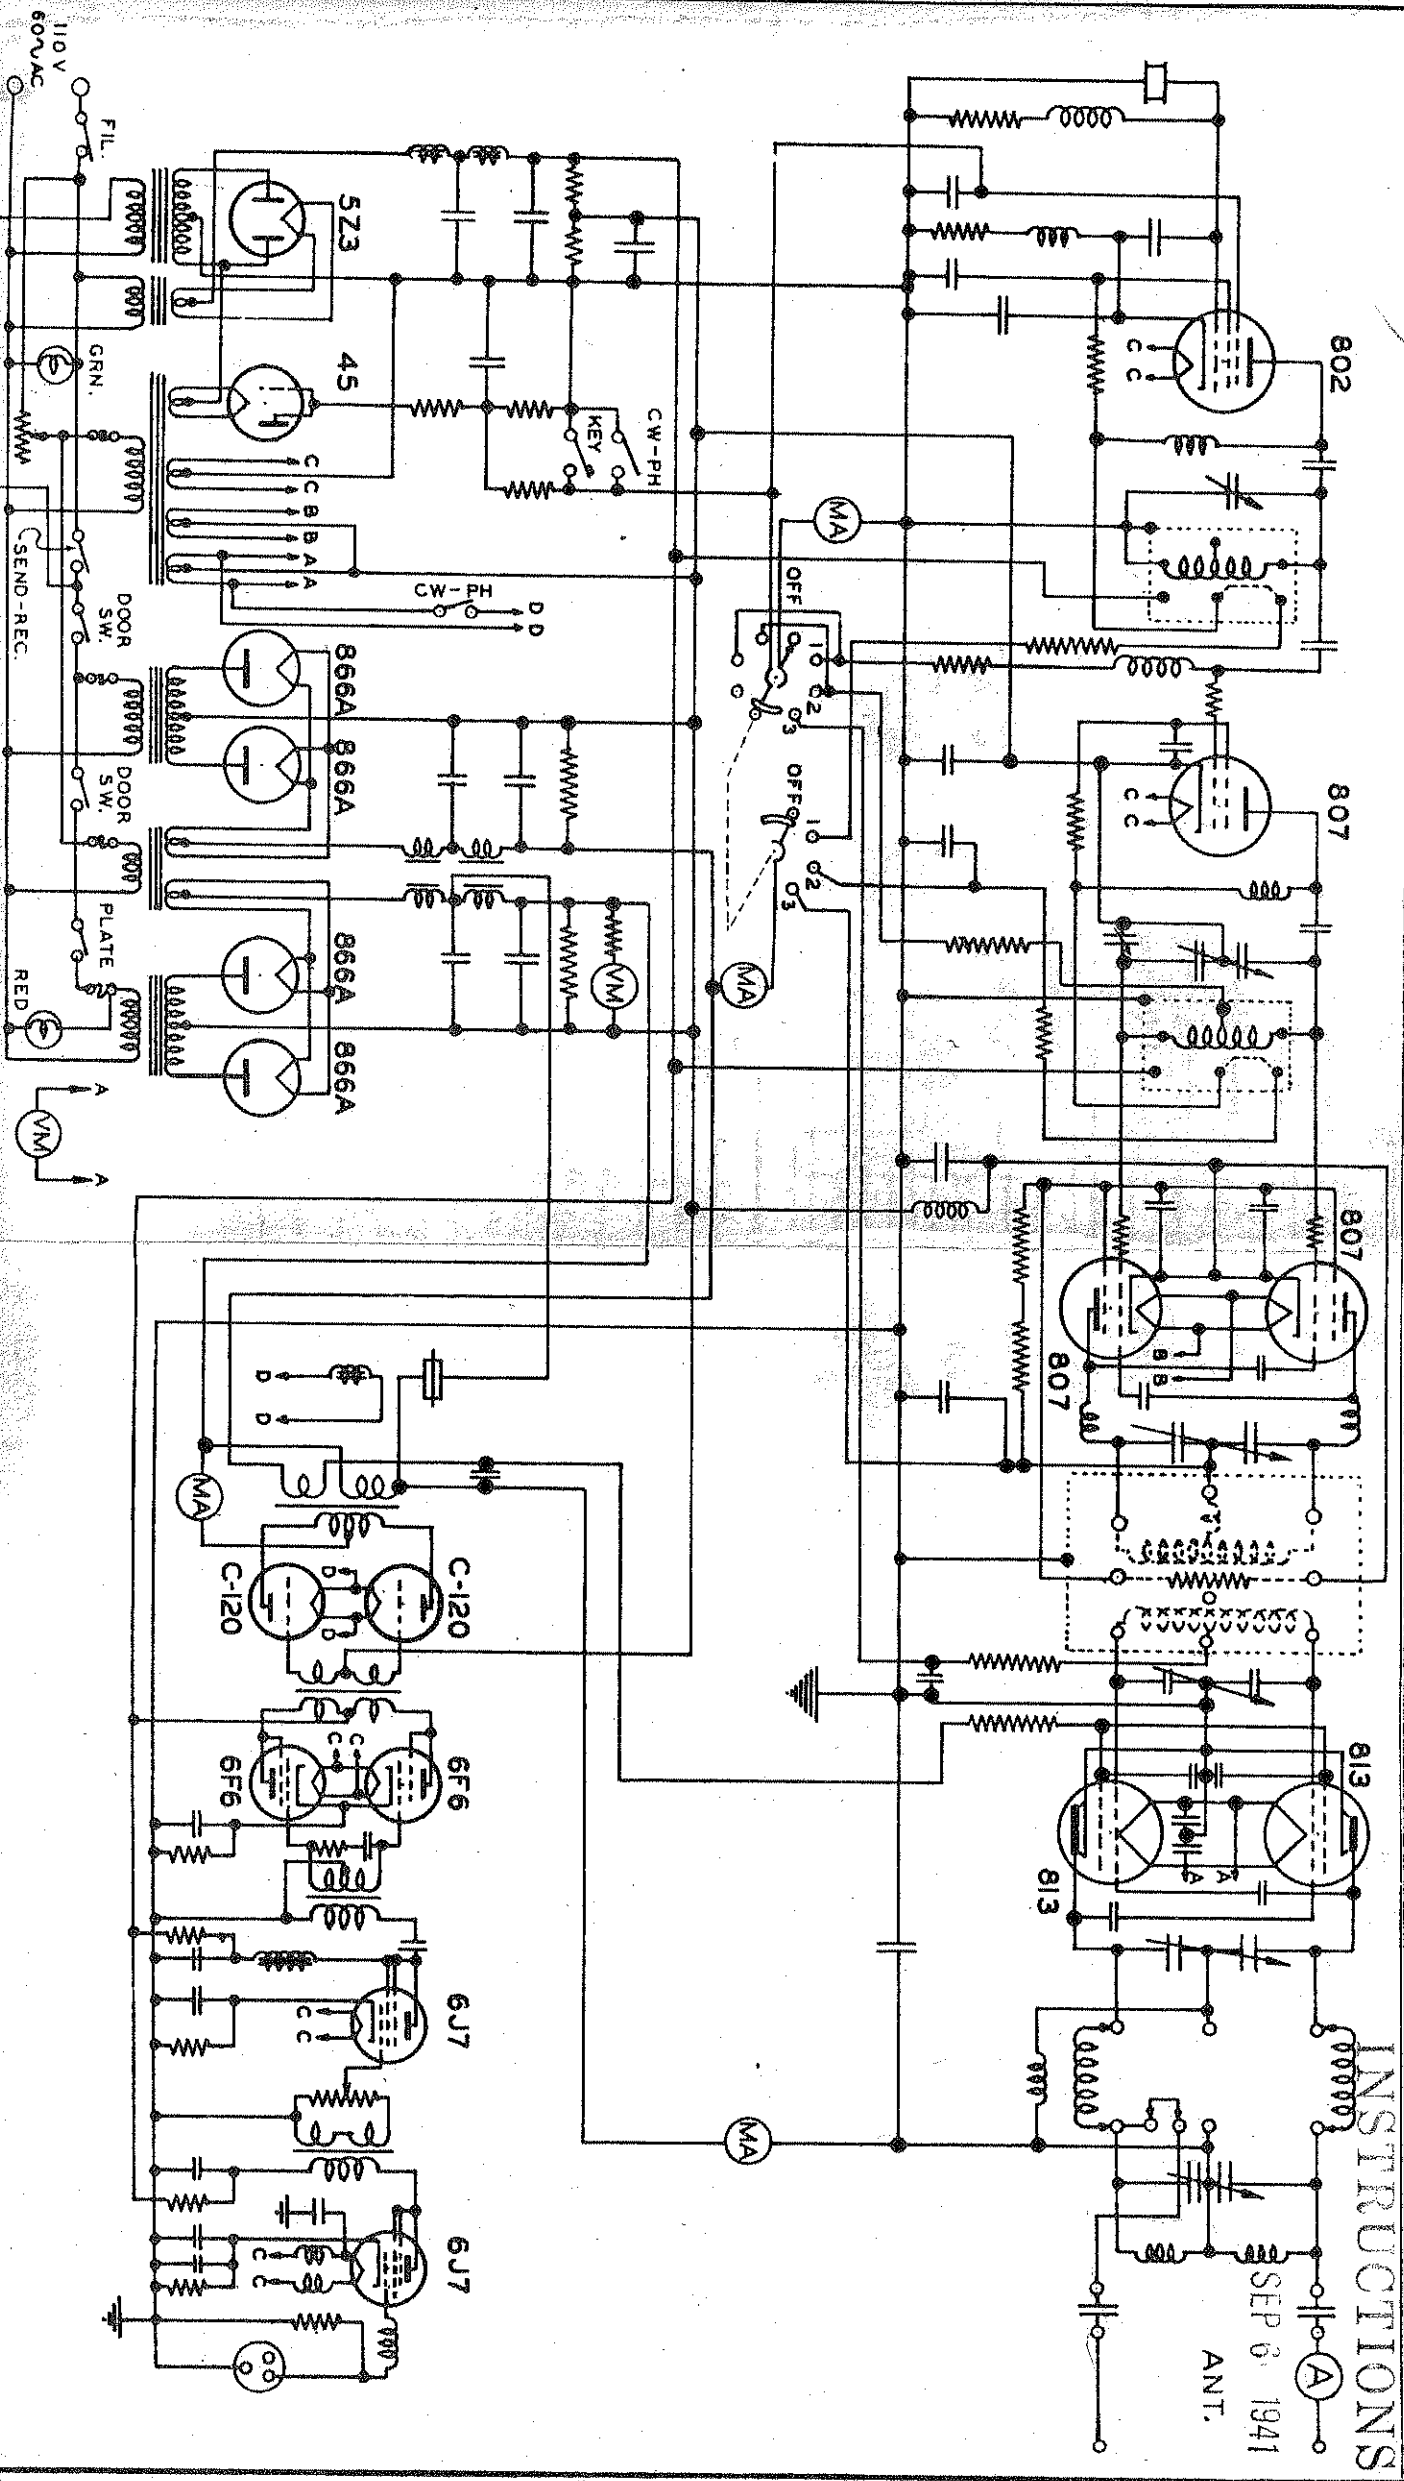 INSTRUCTIONS
SEP 6 1941
ANT.
A
802
C
C
807
C
C
807
807
B
B
813
813
A
A
MA
OFF
1
2
3
OFF
1
2
3
MA
MA
CW-PH
KEY
5Z3
45
C
C
B
B
A
A
CW-PH
D
D
866A
866A
866A
866A
VM
110 V
60~AC
FIL.
GRN.
SEND-REC.
DOOR
SW.
DOOR
SW.
PLATE
RED
A
VM
A
D
D
MA
C-120
C-120
D
D
6F6
6F6
C
C
6J7
C
C
6J7
C
C